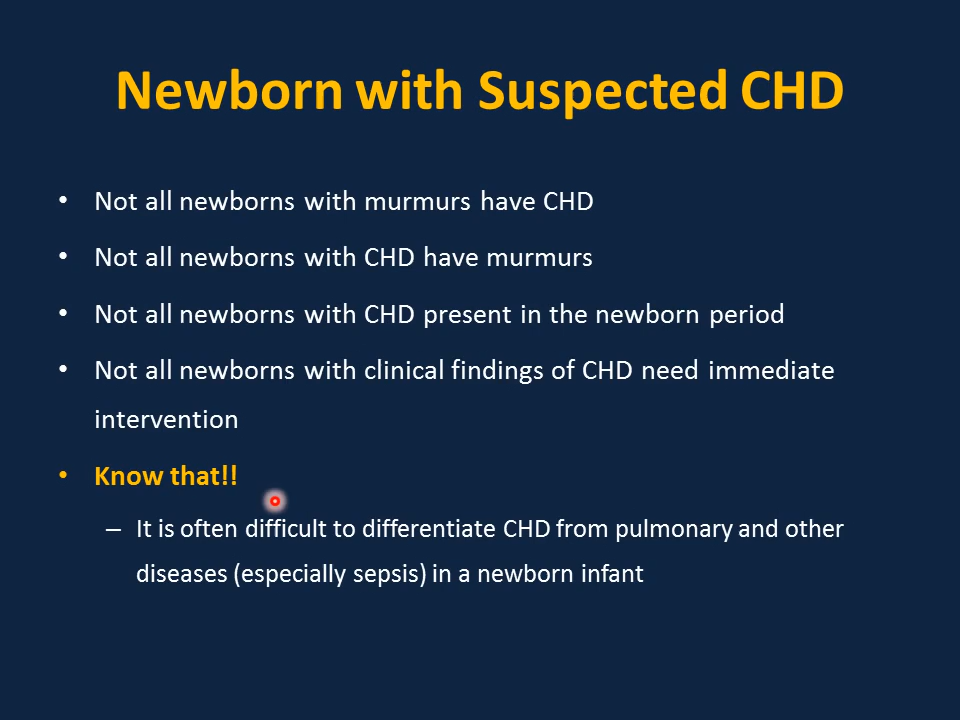 Newborn with Suspected CHD
• Not all newborns with murmurs have CHD
• Not all newborns with CHD have murmurs
• Not all newborns with CHD present in the newborn period
• Not all newborns with clinical findings of CHD need immediate
intervention
• Know that!!
– It is often difficult to differentiate CHD from pulmonary and other
diseases (especially sepsis) in a newborn infant